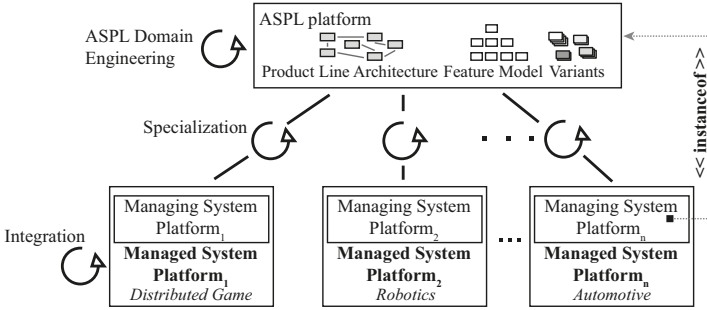 ASPL platform
ASPL Domain
Engineering
Product Line Architecture Feature Model Variants
<< instanceof >>
Specialization
. . .
Managing System
Platform₁
Managed System
Platform₁
Distributed Game
Managing System
Platform₂
Managed System
Platform₂
Robotics
...
Managing System
Platformₙ
Managed System
Platformₙ
Automotive
Integration